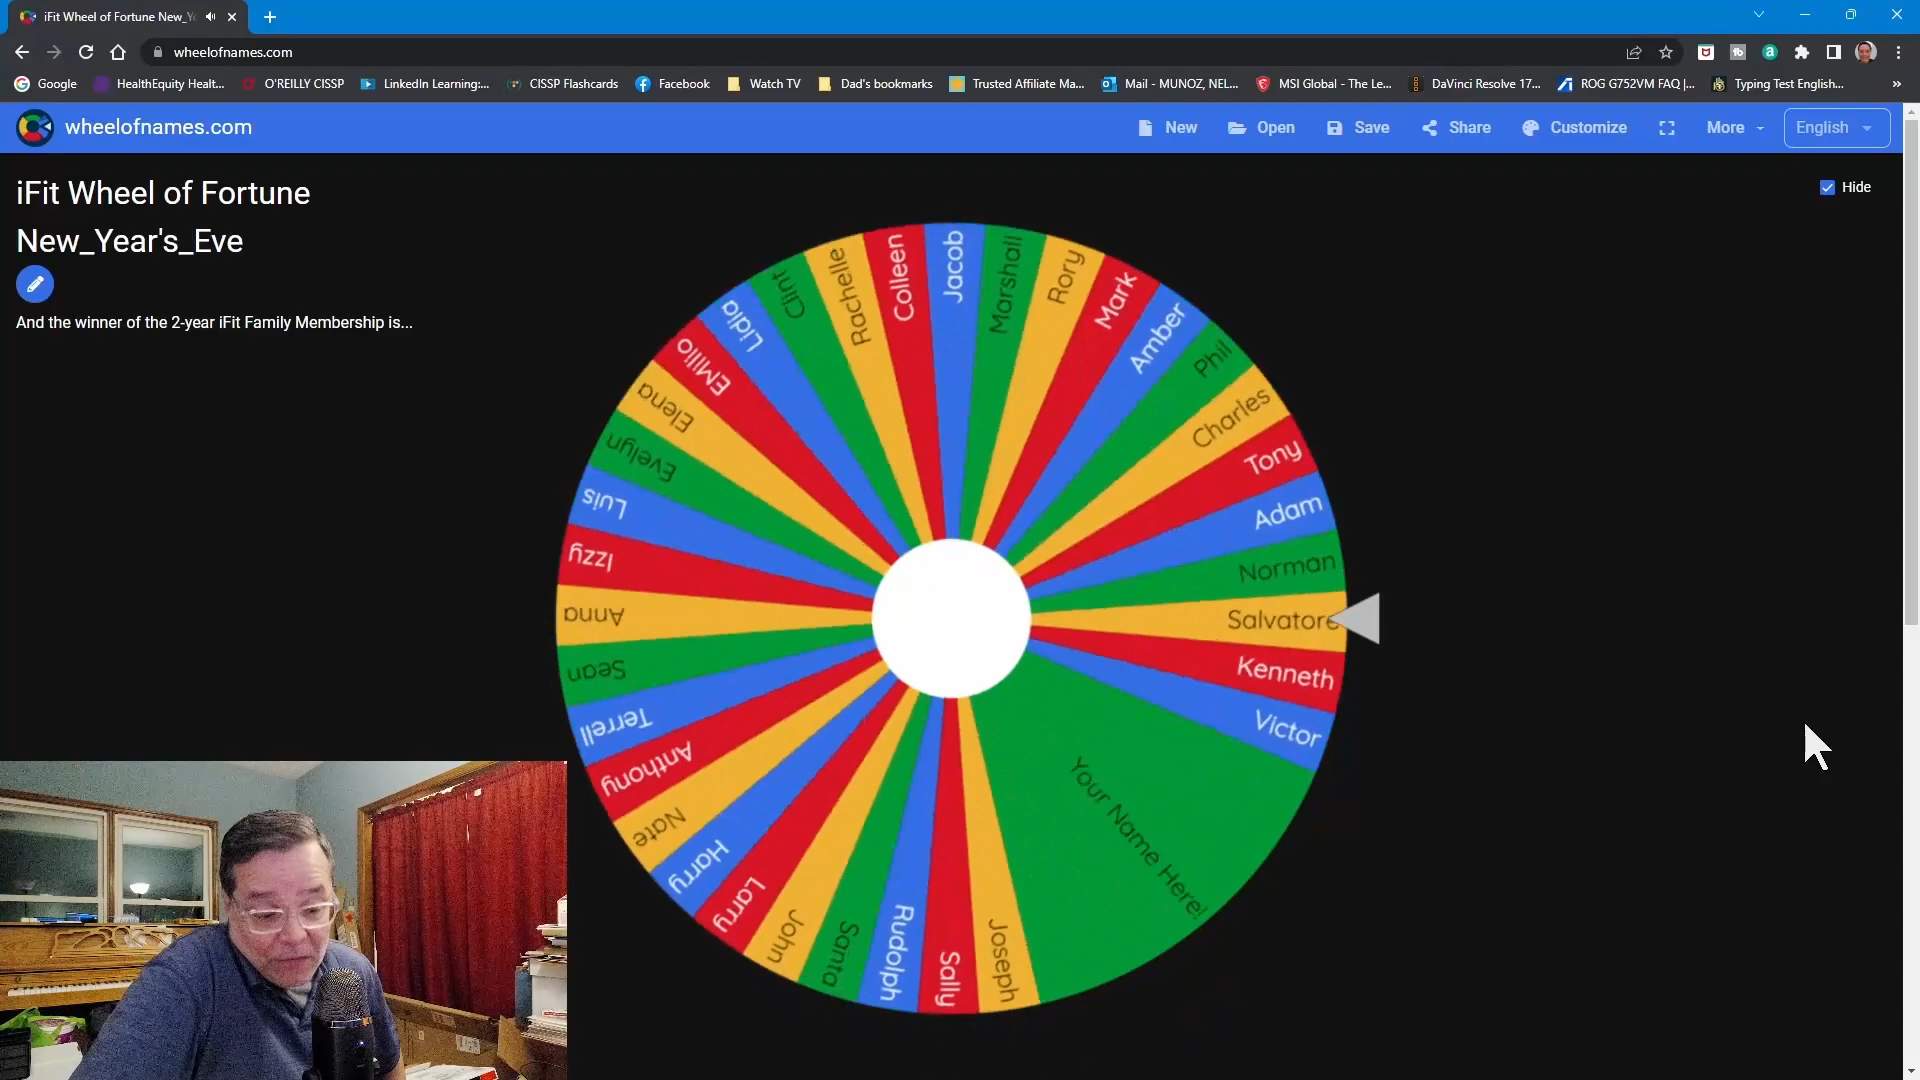 iFit Wheel of Fortune New_Y
wheelofnames.com
Google
HealthEquity Healt...
O'REILLY CISSP
LinkedIn Learning:...
CISSP Flashcards
Facebook
Watch TV
Dad's bookmarks
Trusted Affiliate Ma...
Mail - MUNOZ, NEL...
MSI Global - The Le...
DaVinci Resolve 17...
ROG G752VM FAQ |...
Typing Test English...
wheelofnames.com
New
Open
Save
Share
Customize
More
English
iFit Wheel of Fortune
New_Year's_Eve
And the winner of the 2-year iFit Family Membership is...
Hide
Jacob
Marshall
Rory
Mark
Amber
Phil
Charles
Tony
Adam
Norman
Salvatore
Kenneth
Victor
Your Name Here!
Joseph
Sally
Rudolph
Santa
John
Larry
Harry
Nate
Anthony
Terrell
Sean
Anna
Izzy
Luis
Evelyn
Elena
EMilio
Lidia
Clint
Rachelle
Colleen